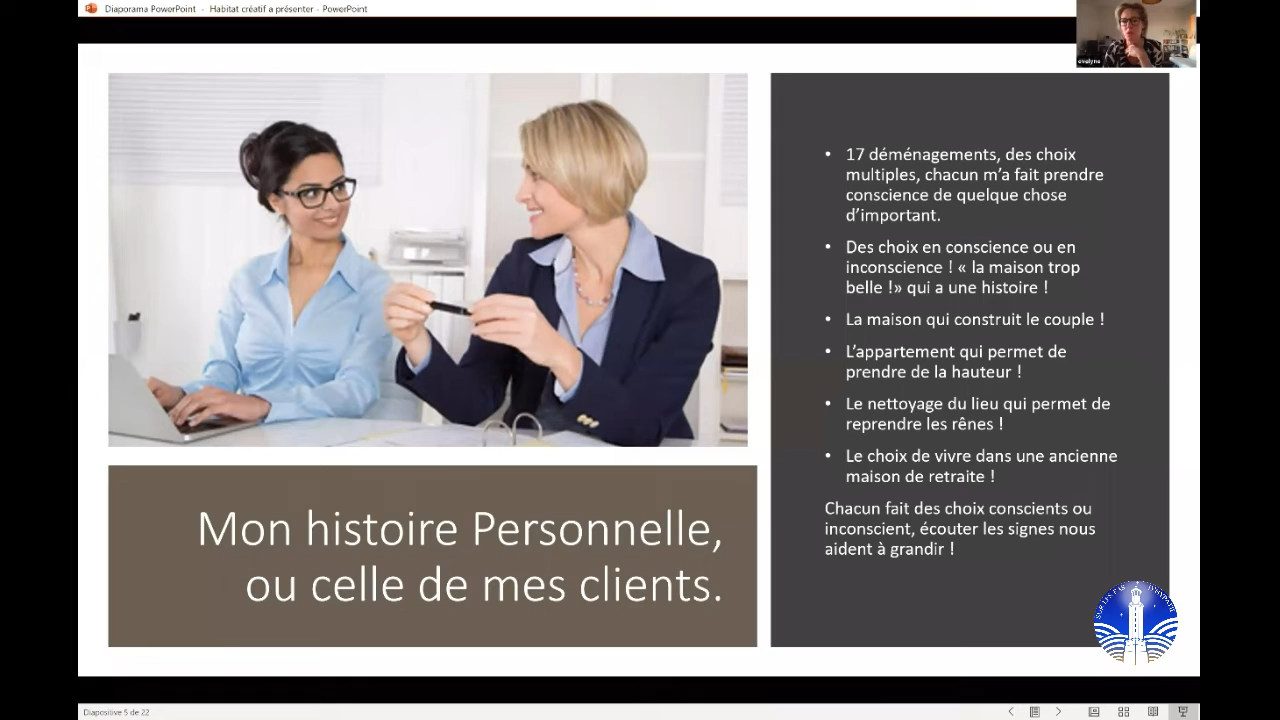 Diaporama PowerPoint - Habitat créatif a présenter - PowerPoint
evelyne
17 déménagements, des choix
multiples, chacun m'a fait prendre
conscience de quelque chose
d'important.
Des choix en conscience ou en
inconscience ! « la maison trop
belle !» qui a une histoire !
La maison qui construit le couple !
L'appartement qui permet de
prendre de la hauteur !
Le nettoyage du lieu qui permet de
reprendre les rênes !
Le choix de vivre dans une ancienne
maison de retraite !
Chacun fait des choix conscients ou
inconscient, écouter les signes nous
aident à grandir !
Mon histoire Personnelle,
ou celle de mes clients.
SUR LES PAS
Diapositive 5 de 22